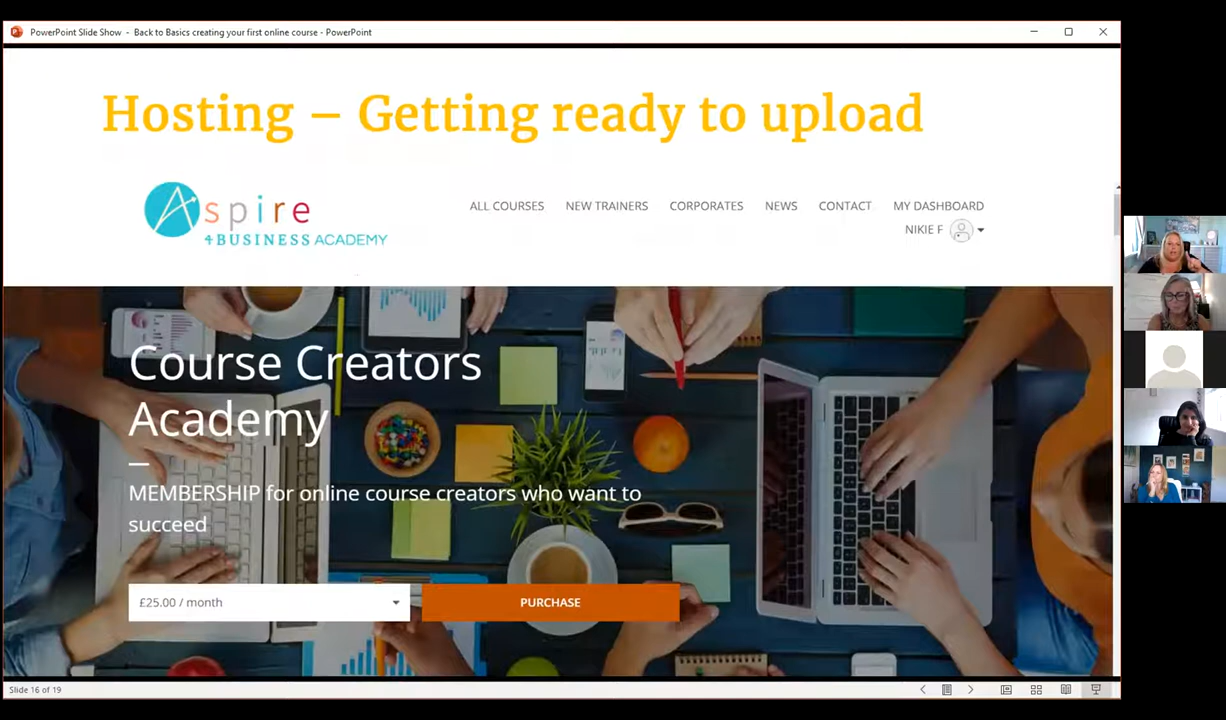 PowerPoint Slide Show - Back to Basics creating your first online course - PowerPoint
Hosting – Getting ready to upload
Aspire
4BUSINESS ACADEMY
ALL COURSES NEW TRAINERS CORPORATES NEWS CONTACT MY DASHBOARD
NIKIE F
Course Creators
Academy
MEMBERSHIP for online course creators who want to
succeed
£25.00 / month
PURCHASE
Slide 16 of 19